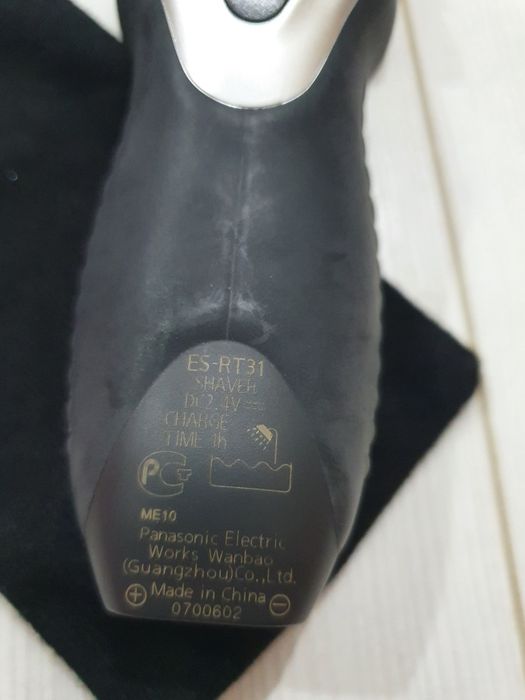 ES-RT31
SHAVER
DC2.4V
CHARGE
TIME 1h
PG
ME10
Panasonic Electric
Works Wanbao
(Guangzhou)Co.,Ltd.
Made in China
0700602